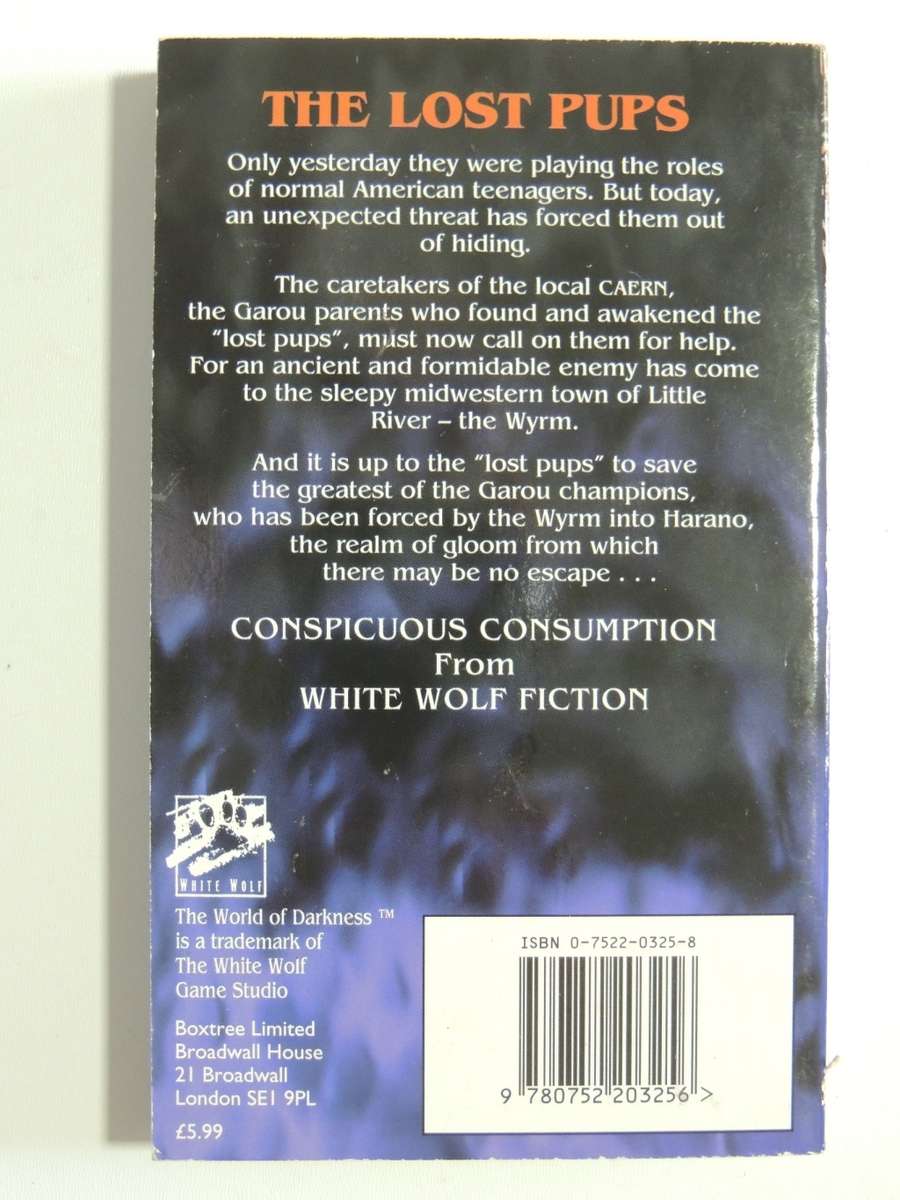 THE LOST PUPS
Only yesterday they were playing the roles
of normal American teenagers. But today,
an unexpected threat has forced them out
of hiding.
The caretakers of the local CAERN,
the Garou parents who found and awakened the
"lost pups", must now call on them for help.
For an ancient and formidable enemy has come
to the sleepy midwestern town of Little
River – the Wyrm.
And it is up to the "lost pups" to save
the greatest of the Garou champions,
who has been forced by the Wyrm into Harano,
the realm of gloom from which
there may be no escape . . .
CONSPICUOUS CONSUMPTION
From
WHITE WOLF FICTION
WHITE WOLF
The World of Darkness ™
is a trademark of
The White Wolf
Game Studio
Boxtree Limited
Broadwall House
21 Broadwall
London SE1 9PL
£5.99
ISBN 0-7522-0325-8
9 780752 203256 >